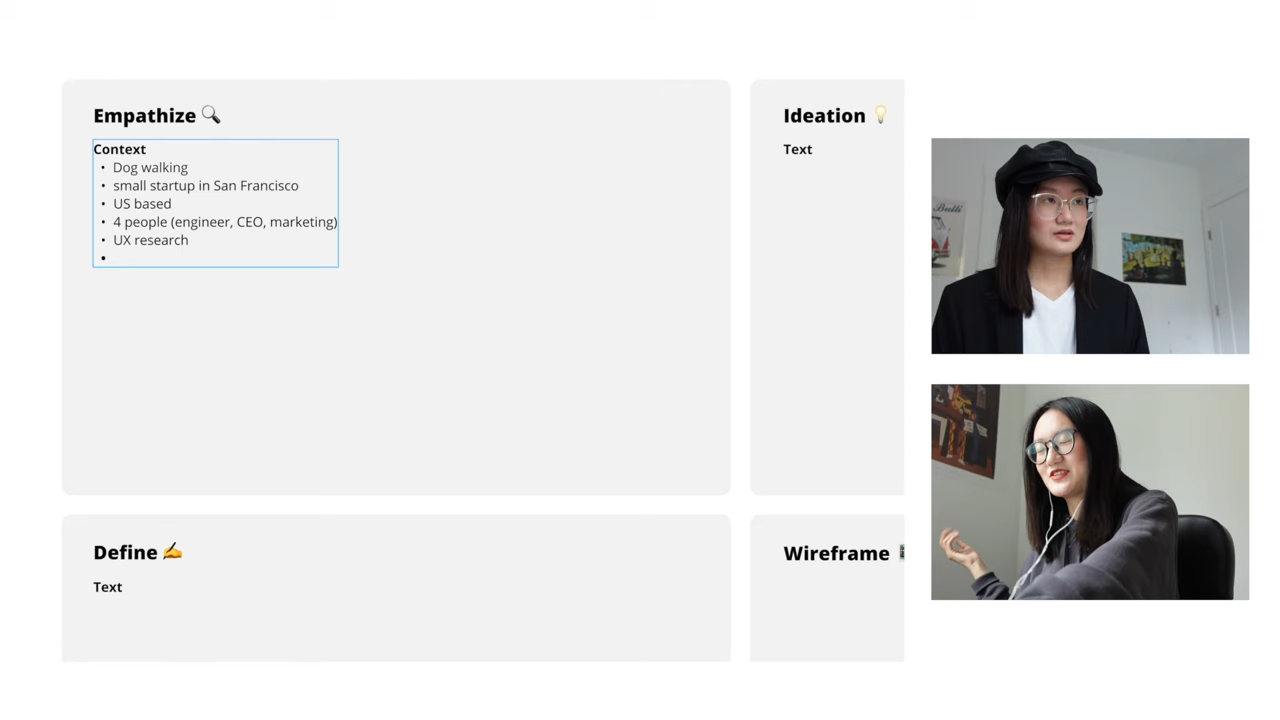 Empathize 🔍
Context
• Dog walking
• small startup in San Francisco
• US based
• 4 people (engineer, CEO, marketing)
• UX research
•
Ideation 💡
Text
Define ✍️
Text
Wireframe